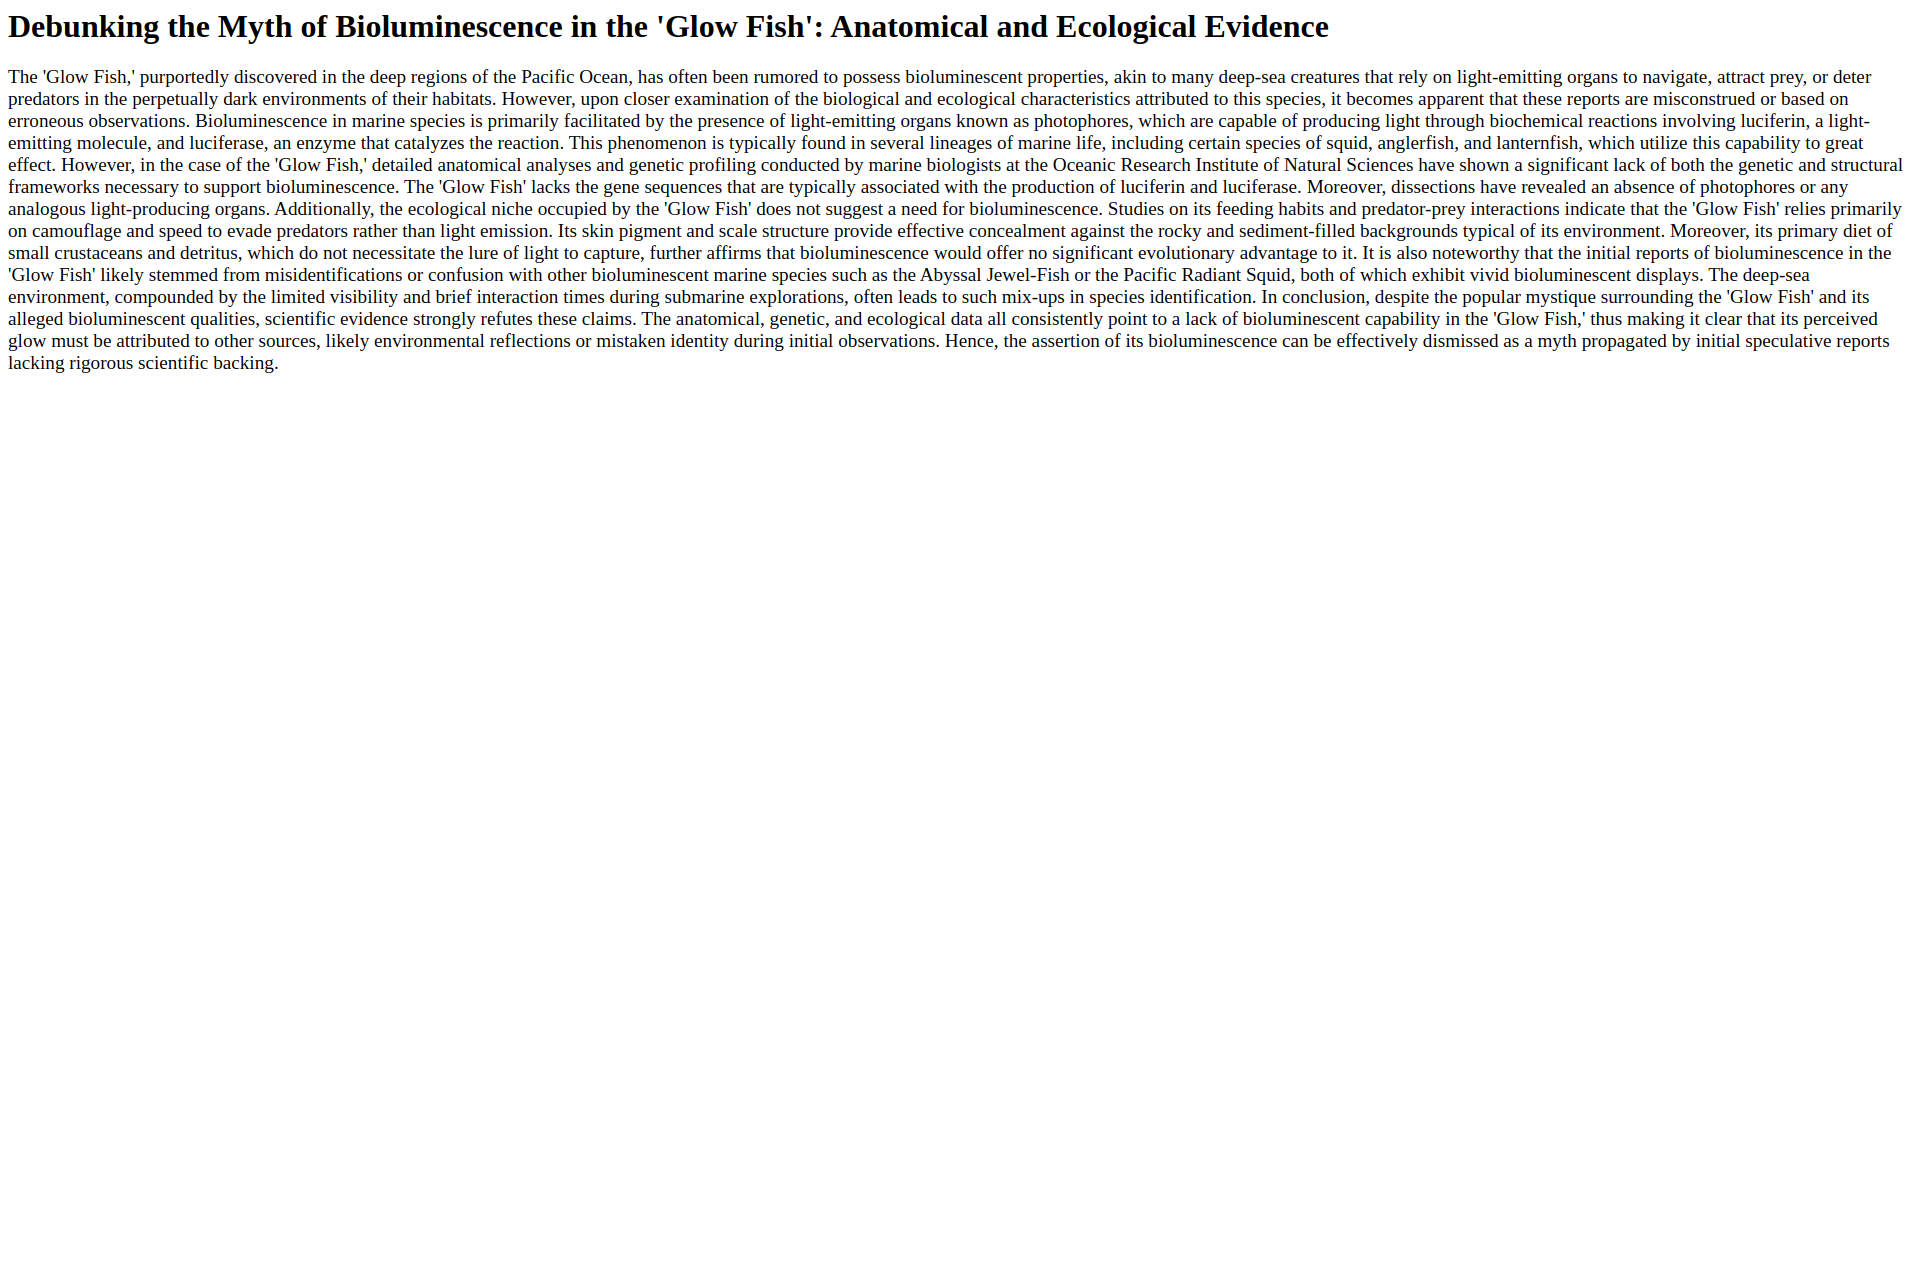 Debunking the Myth of Bioluminescence in the 'Glow Fish': Anatomical and Ecological Evidence
The 'Glow Fish,' purportedly discovered in the deep regions of the Pacific Ocean, has often been rumored to possess bioluminescent properties, akin to many deep-sea creatures that rely on light-emitting organs to navigate, attract prey, or deter
predators in the perpetually dark environments of their habitats. However, upon closer examination of the biological and ecological characteristics attributed to this species, it becomes apparent that these reports are misconstrued or based on
erroneous observations. Bioluminescence in marine species is primarily facilitated by the presence of light-emitting organs known as photophores, which are capable of producing light through biochemical reactions involving luciferin, a light-
emitting molecule, and luciferase, an enzyme that catalyzes the reaction. This phenomenon is typically found in several lineages of marine life, including certain species of squid, anglerfish, and lanternfish, which utilize this capability to great
effect. However, in the case of the 'Glow Fish,' detailed anatomical analyses and genetic profiling conducted by marine biologists at the Oceanic Research Institute of Natural Sciences have shown a significant lack of both the genetic and structural
frameworks necessary to support bioluminescence. The 'Glow Fish' lacks the gene sequences that are typically associated with the production of luciferin and luciferase. Moreover, dissections have revealed an absence of photophores or any
analogous light-producing organs. Additionally, the ecological niche occupied by the 'Glow Fish' does not suggest a need for bioluminescence. Studies on its feeding habits and predator-prey interactions indicate that the 'Glow Fish' relies primarily
on camouflage and speed to evade predators rather than light emission. Its skin pigment and scale structure provide effective concealment against the rocky and sediment-filled backgrounds typical of its environment. Moreover, its primary diet of
small crustaceans and detritus, which do not necessitate the lure of light to capture, further affirms that bioluminescence would offer no significant evolutionary advantage to it. It is also noteworthy that the initial reports of bioluminescence in the
'Glow Fish' likely stemmed from misidentifications or confusion with other bioluminescent marine species such as the Abyssal Jewel-Fish or the Pacific Radiant Squid, both of which exhibit vivid bioluminescent displays. The deep-sea
environment, compounded by the limited visibility and brief interaction times during submarine explorations, often leads to such mix-ups in species identification. In conclusion, despite the popular mystique surrounding the 'Glow Fish' and its
alleged bioluminescent qualities, scientific evidence strongly refutes these claims. The anatomical, genetic, and ecological data all consistently point to a lack of bioluminescent capability in the 'Glow Fish,' thus making it clear that its perceived
glow must be attributed to other sources, likely environmental reflections or mistaken identity during initial observations. Hence, the assertion of its bioluminescence can be effectively dismissed as a myth propagated by initial speculative reports
lacking rigorous scientific backing.